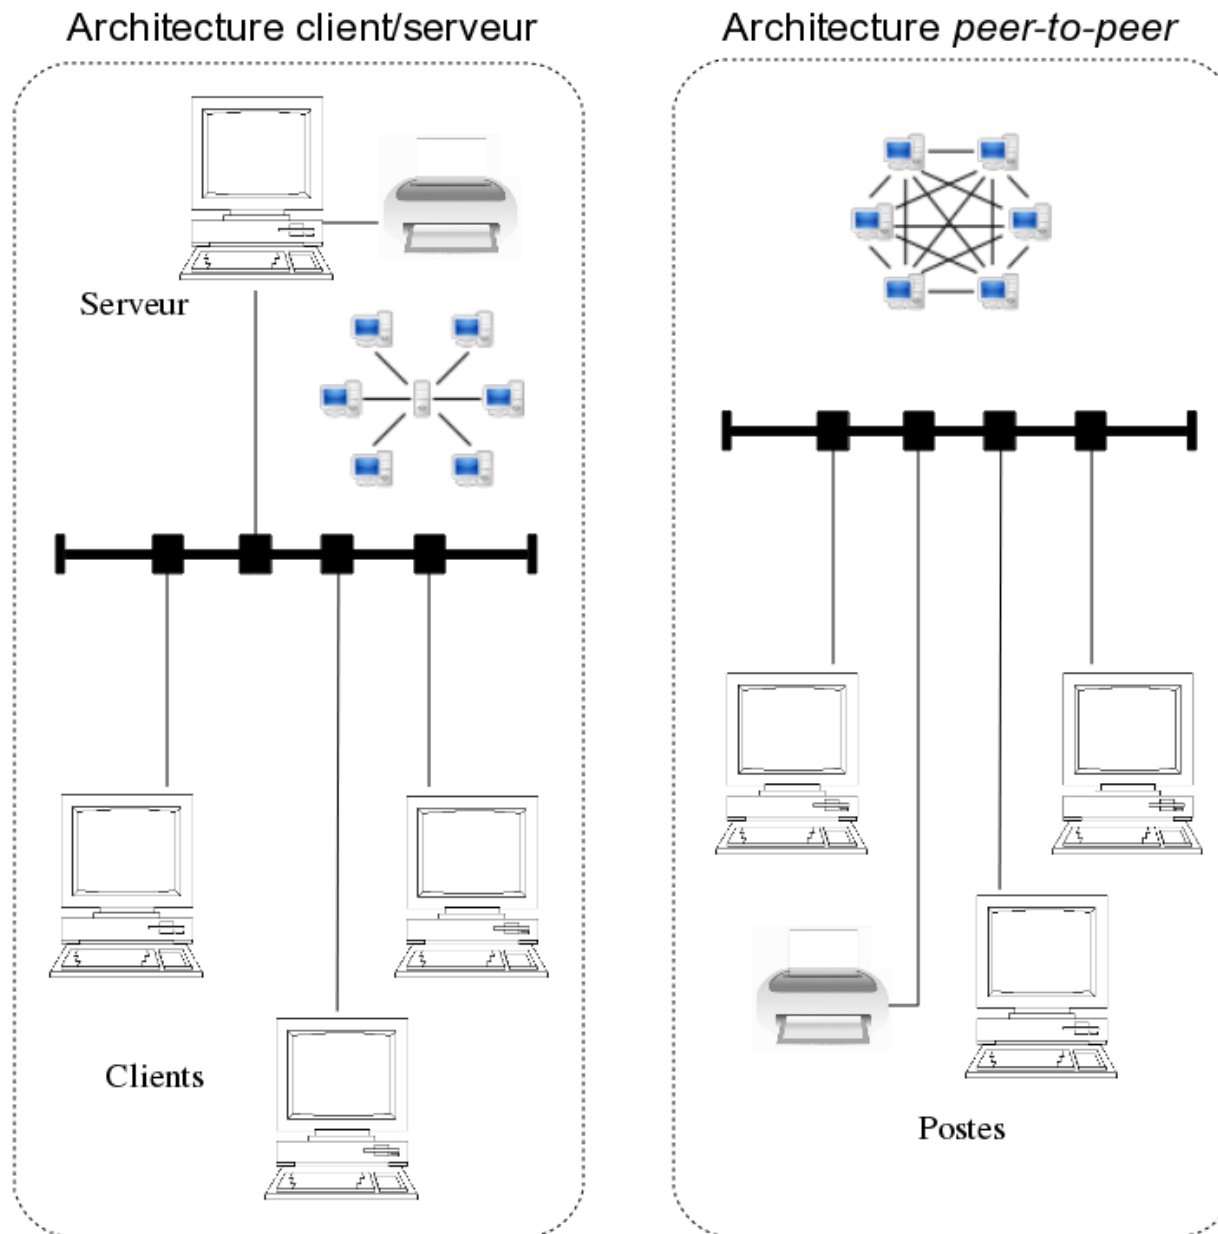 Architecture client/serveur
Architecture peer-to-peer
Serveur
Clients
Postes